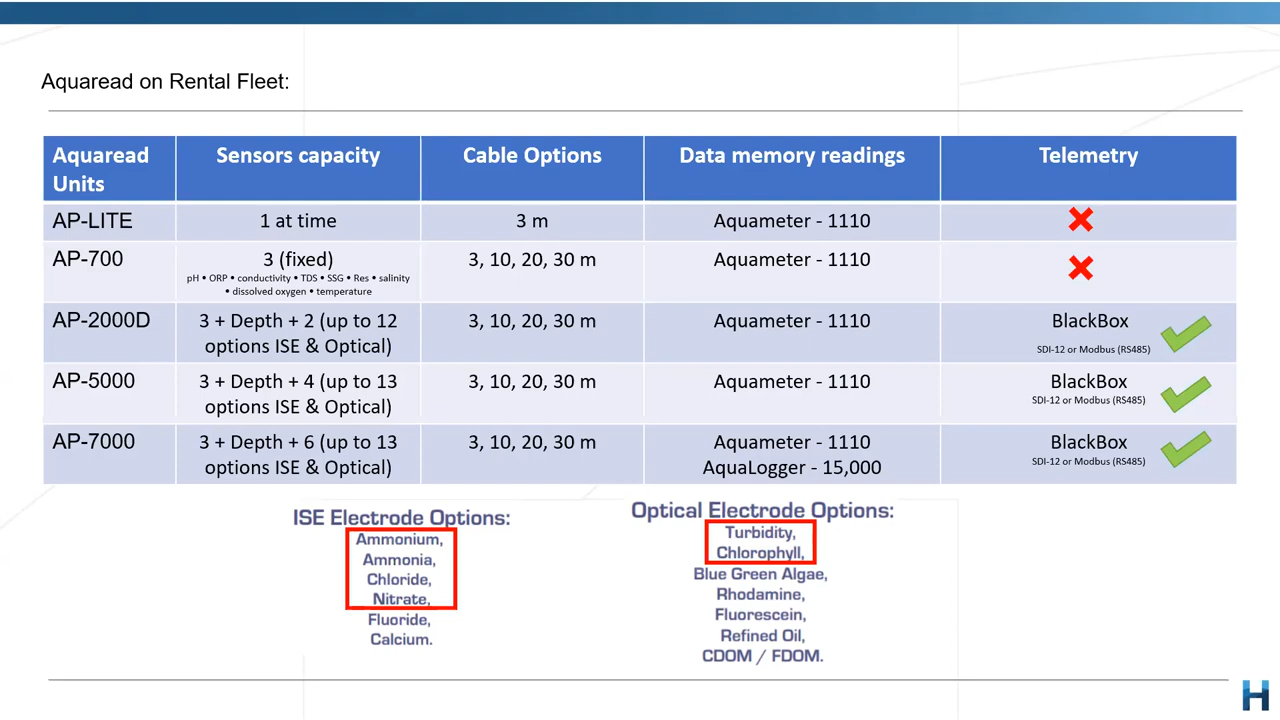 Aquaread on Rental Fleet:
Aquaread
Units
Sensors capacity
Cable Options
Data memory readings
Telemetry
AP-LITE
1 at time
3 m
Aquameter - 1110
AP-700
3 (fixed)
pH • ORP • conductivity • TDS • SSG • Res • salinity
• dissolved oxygen • temperature
3, 10, 20, 30 m
Aquameter - 1110
AP-2000D
3 + Depth + 2 (up to 12
options ISE & Optical)
3, 10, 20, 30 m
Aquameter - 1110
BlackBox
SDI-12 or Modbus (RS485)
AP-5000
3 + Depth + 4 (up to 13
options ISE & Optical)
3, 10, 20, 30 m
Aquameter - 1110
BlackBox
SDI-12 or Modbus (RS485)
AP-7000
3 + Depth + 6 (up to 13
options ISE & Optical)
3, 10, 20, 30 m
Aquameter - 1110
AquaLogger - 15,000
BlackBox
SDI-12 or Modbus (RS485)
ISE Electrode Options:
Ammonium,
Ammonia,
Chloride,
Nitrate,
Fluoride,
Calcium.
Optical Electrode Options:
Turbidity,
Chlorophyll,
Blue Green Algae,
Rhodamine,
Fluorescein,
Refined Oil,
CDOM / FDOM.
H